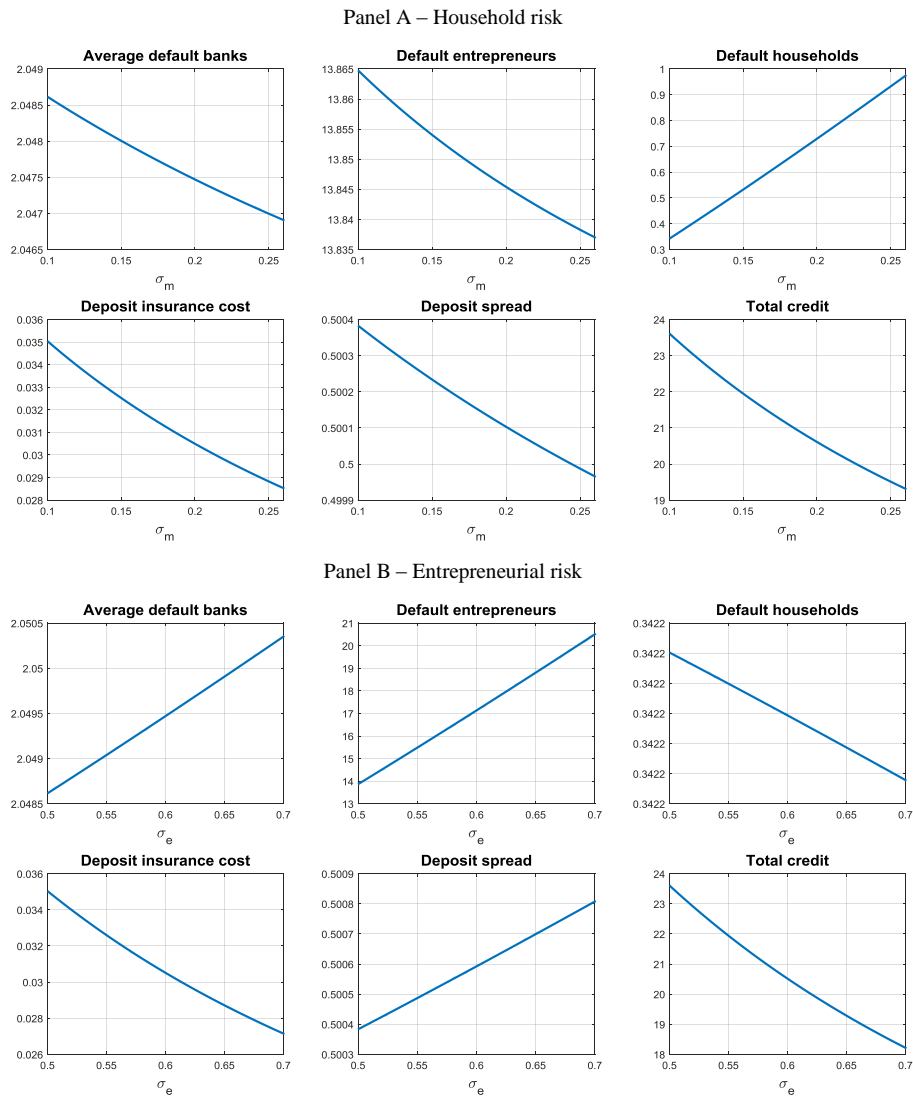 Panel A – Household risk
Average default banks
2.049
2.0485
2.048
2.0475
2.047
2.0465
0.1 0.15 0.2 0.25
σm
Default entrepreneurs
13.865
13.86
13.855
13.85
13.845
13.84
13.835
0.1 0.15 0.2 0.25
σm
Default households
1
0.9
0.8
0.7
0.6
0.5
0.4
0.3
0.1 0.15 0.2 0.25
σm
Deposit insurance cost
0.036
0.035
0.034
0.033
0.032
0.031
0.03
0.029
0.028
0.1 0.15 0.2 0.25
σm
Deposit spread
0.5004
0.5003
0.5002
0.5001
0.5
0.4999
0.1 0.15 0.2 0.25
σm
Total credit
24
23
22
21
20
19
0.1 0.15 0.2 0.25
σm
Panel B – Entrepreneurial risk
Average default banks
2.0505
2.05
2.0495
2.049
2.0485
0.5 0.55 0.6 0.65 0.7
σe
Default entrepreneurs
21
20
19
18
17
16
15
14
13
0.5 0.55 0.6 0.65 0.7
σe
Default households
0.3422
0.3422
0.3422
0.3422
0.3422
0.3422
0.3422
0.5 0.55 0.6 0.65 0.7
σe
Deposit insurance cost
0.036
0.034
0.032
0.03
0.028
0.026
0.5 0.55 0.6 0.65 0.7
σe
Deposit spread
0.5009
0.5008
0.5007
0.5006
0.5005
0.5004
0.5003
0.5 0.55 0.6 0.65 0.7
σe
Total credit
24
23
22
21
20
19
18
0.5 0.55 0.6 0.65 0.7
σe